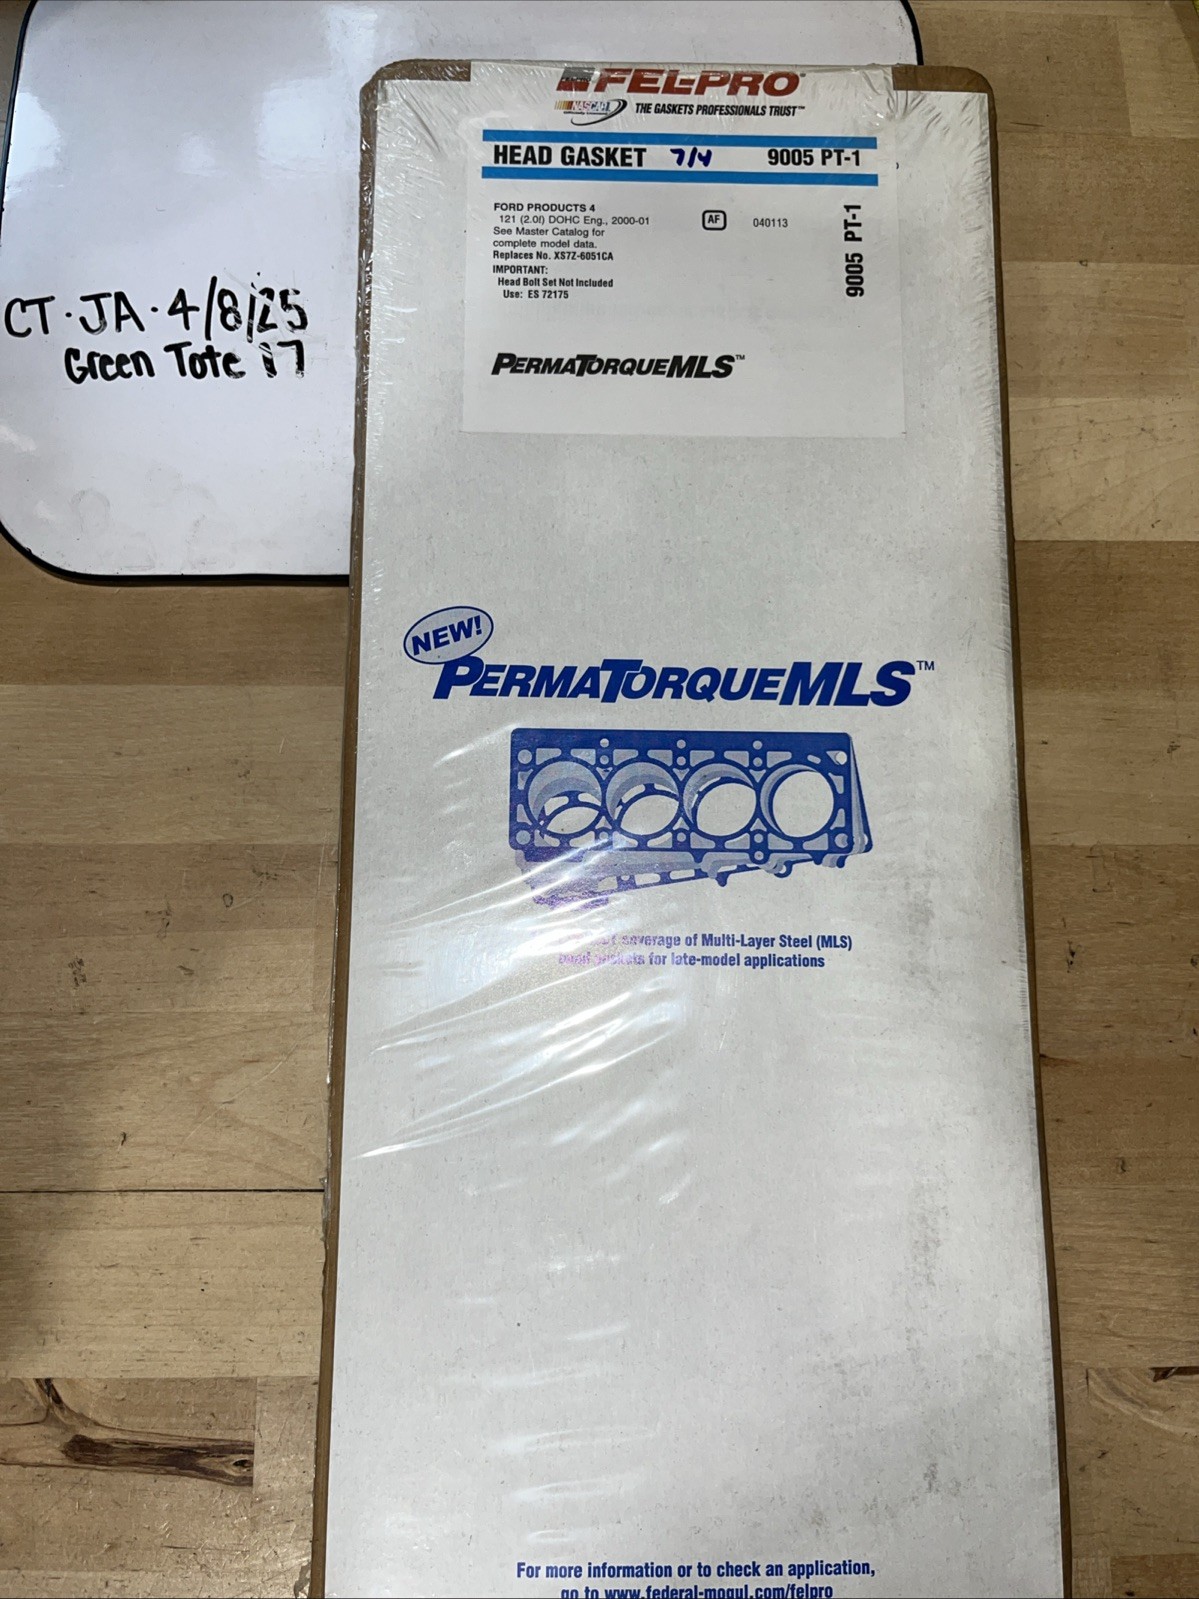 FEL-PRO®
NASCAR THE GASKETS PROFESSIONALS TRUST™
HEAD GASKET 7/4 9005 PT-1
FORD PRODUCTS 4
121 (2.0l) DOHC Eng., 2000-01
See Master Catalog for
complete model data.
Replaces No. XS7Z-6051CA
IMPORTANT:
Head Bolt Set Not Included
Use: ES 72175
AF
040113
9005 PT-1
PERMATORQUEMLS™
CT·JA·4/8/25
Green Tote 17
NEW!
PERMATORQUEMLS™
coverage of Multi-Layer Steel (MLS)
for late-model applications
For more information or to check an application,
go to www.federal-mogul.com/felpro